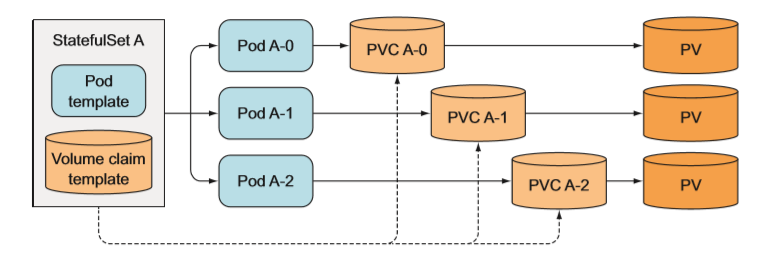 StatefulSet A
Pod
template
Volume claim
template
Pod A-0
PVC A-0
PV
Pod A-1
PVC A-1
PV
Pod A-2
PVC A-2
PV